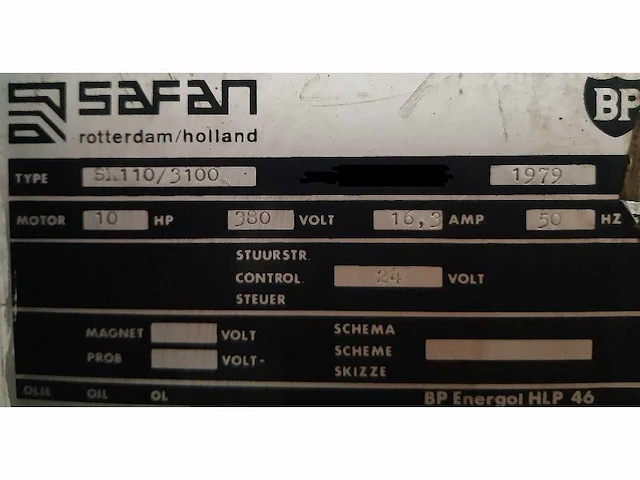 SAFAN BP
rotterdam/holland
TYPE SK110/3100 1979
MOTOR 10 HP 380 VOLT 16,3 AMP 50 HZ
STUURSTR.
CONTROL. 24 VOLT
STEUER
MAGNET VOLT SCHEMA
PROB VOLT- SCHEME
SKIZZE
OLIE OIL OL BP Energol HLP 46